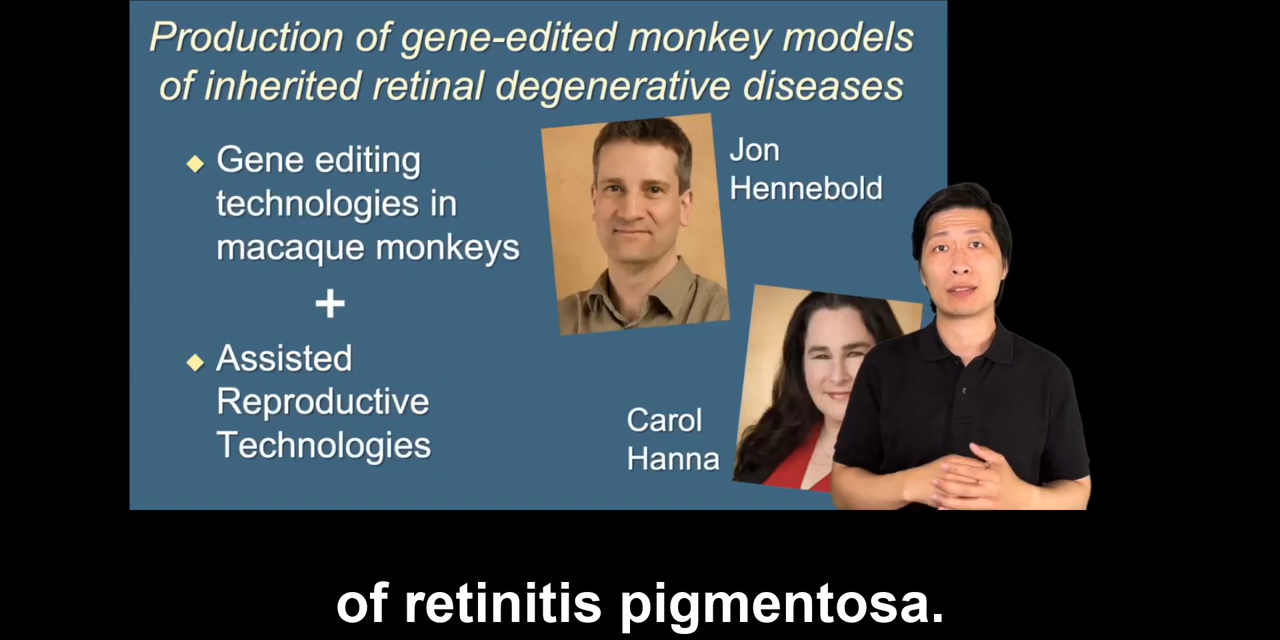 Production of gene-edited monkey models
of inherited retinal degenerative diseases
◆ Gene editing
technologies in
macaque monkeys
+
◆ Assisted
Reproductive
Technologies
Jon
Hennebold
Carol
Hanna
of retinitis pigmentosa.